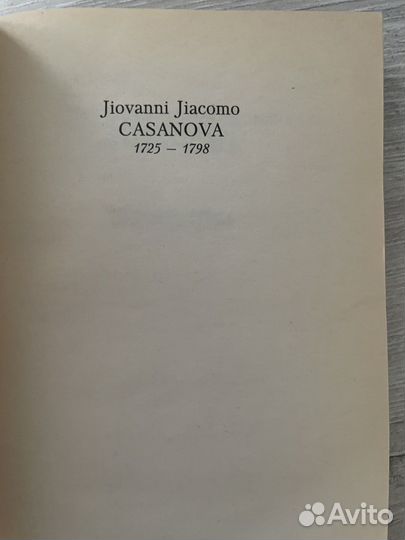 Jiovanni Jiacomo
CASANOVA
1725 – 1798
Avito